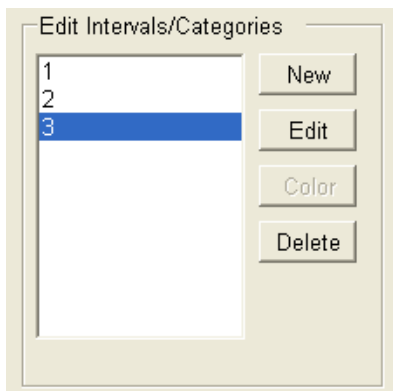 Edit Intervals/Categories
1
2
3
New
Edit
Color
Delete